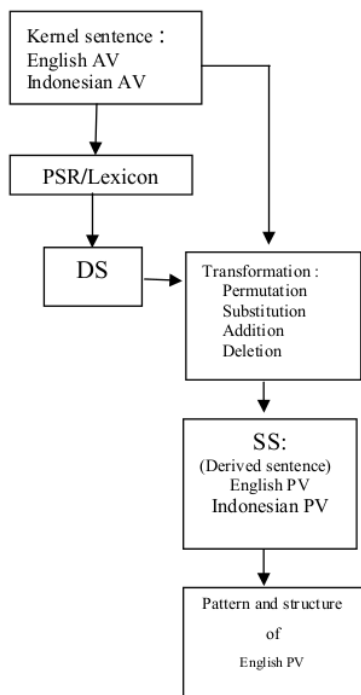 Kernel sentence :
English AV
Indonesian AV
PSR/Lexicon
DS
Transformation :
Permutation
Substitution
Addition
Deletion
SS:
(Derived sentence)
English PV
Indonesian PV
Pattern and structure
of
English PV